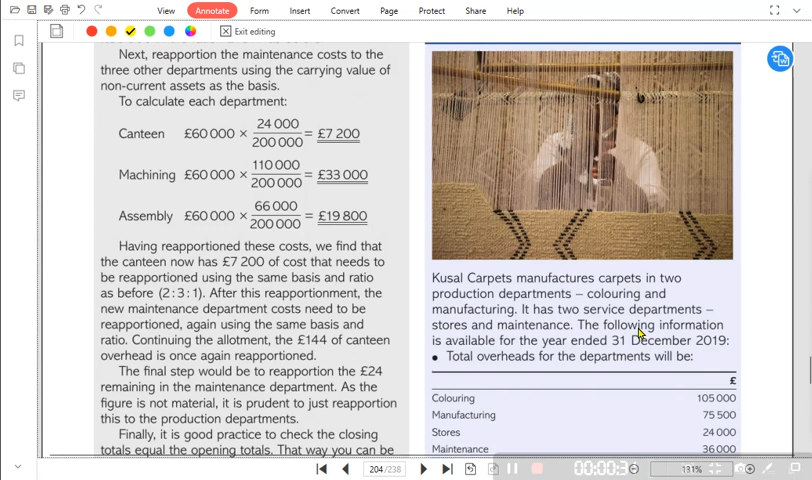 View Annotate Form Insert Convert Page Protect Share Help
Exit editing
Next, reapportion the maintenance costs to the
three other departments using the carrying value of
non-current assets as the basis.
To calculate each department:
Canteen £60 000 × 24 000 / 200 000 = £7 200
Machining £60 000 × 110 000 / 200 000 = £33 000
Assembly £60 000 × 66 000 / 200 000 = £19 800
Having reapportioned these costs, we find that
the canteen now has £7 200 of cost that needs to
be reapportioned using the same basis and ratio
as before (2 : 3 : 1). After this reapportionment, the
new maintenance department costs need to be
reapportioned, again using the same basis and
ratio. Continuing the allotment, the £144 of canteen
overhead is once again reapportioned.
The final step would be to reapportion the £24
remaining in the maintenance department. As the
figure is not material, it is prudent to just reapportion
this to the production departments.
Finally, it is good practice to check the closing
totals equal the opening totals. That way you can be
Kusal Carpets manufactures carpets in two
production departments – colouring and
manufacturing. It has two service departments –
stores and maintenance. The following information
is available for the year ended 31 December 2019:
• Total overheads for the departments will be:
£
Colouring 105 000
Manufacturing 75 500
Stores 24 000
Maintenance 36 000
204 /238
131%